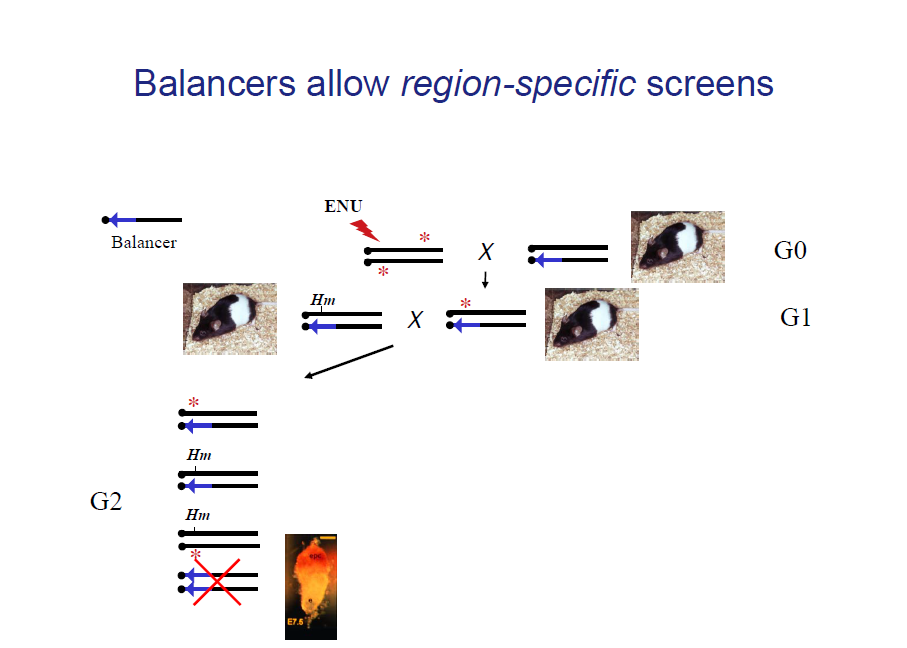 Balancers allow region-specific screens
ENU
Balancer
*
*
X
G0
Hm
X
*
G1
*
Hm
G2
Hm
*
epc
E7.5